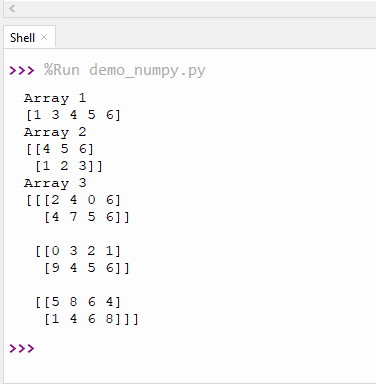 Shell
>>> %Run demo_numpy.py
Array 1
[1 3 4 5 6]
Array 2
[[4 5 6]
 [1 2 3]]
Array 3
[[[2 4 0 6]
  [4 7 5 6]]

 [[0 3 2 1]
  [9 4 5 6]]

 [[5 8 6 4]
  [1 4 6 8]]]
>>>